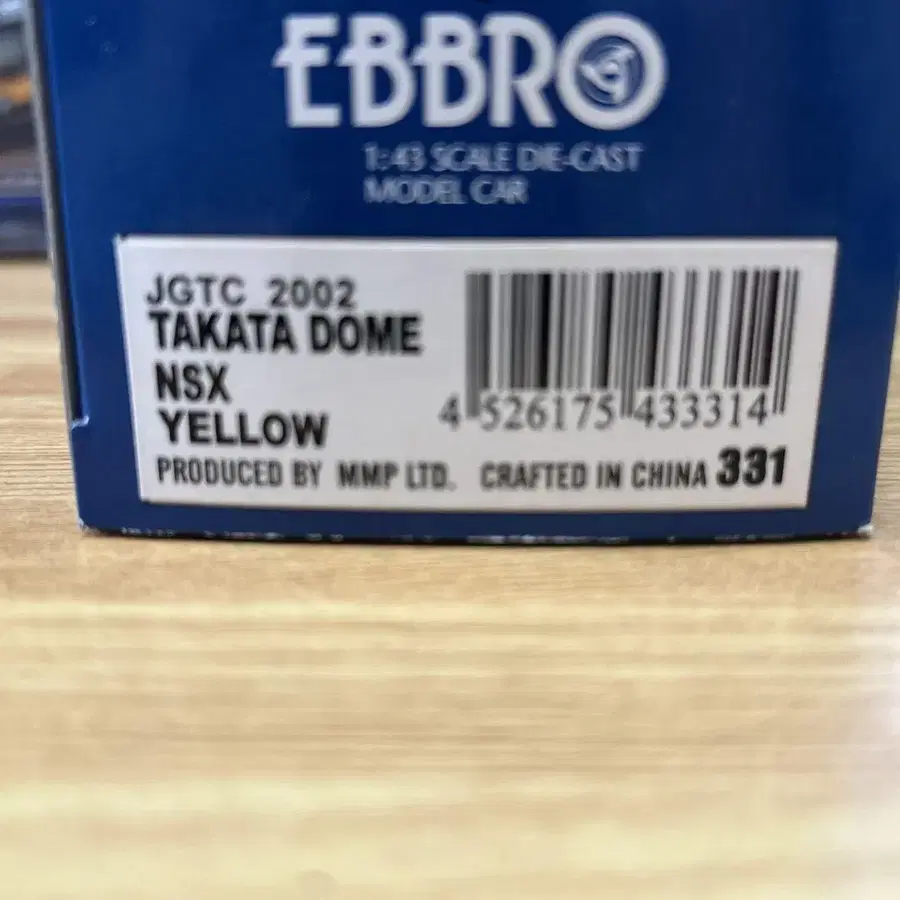 EBBRO
1:43 SCALE DIE-CAST
MODEL CAR
JGTC 2002
TAKATA DOME
NSX
YELLOW
4 526175 433314
PRODUCED BY MMP LTD. CRAFTED IN CHINA 331